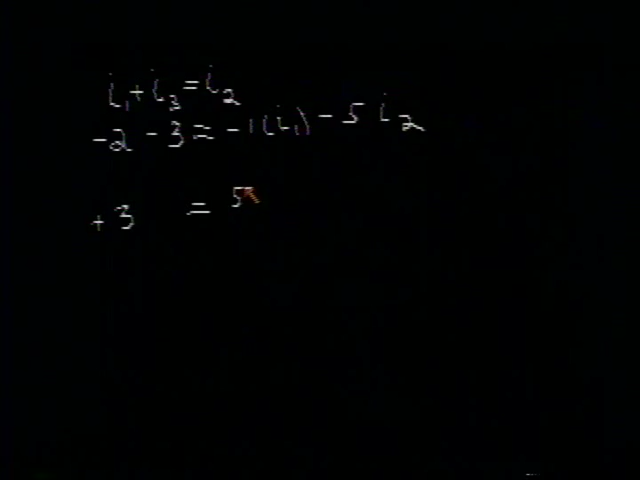 i₁ + i₃ = i₂
-2 - 3 = -1(i₁) - 5 i₂
+ 3 = 5